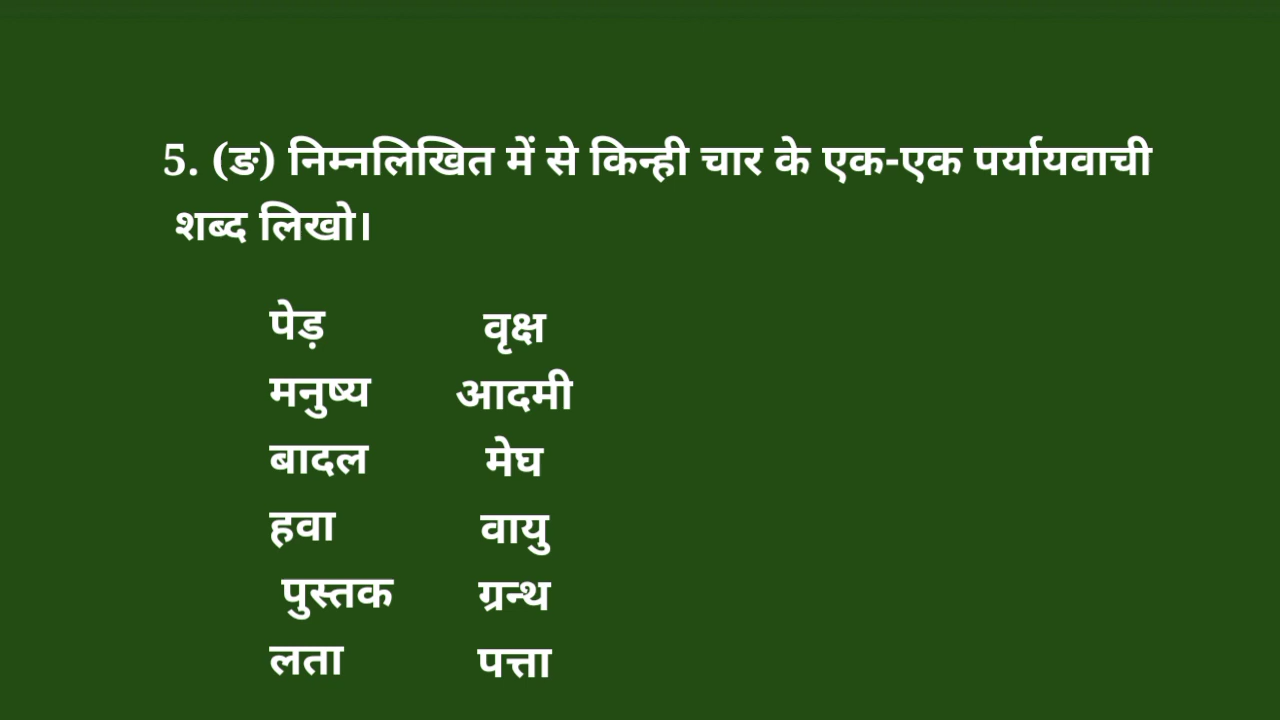 5. (ङ) निम्नलिखित में से किन्ही चार के एक-एक पर्यायवाची
शब्द लिखो।
पेड़ वृक्ष
मनुष्य आदमी
बादल मेघ
हवा वायु
पुस्तक ग्रन्थ
लता पत्ता